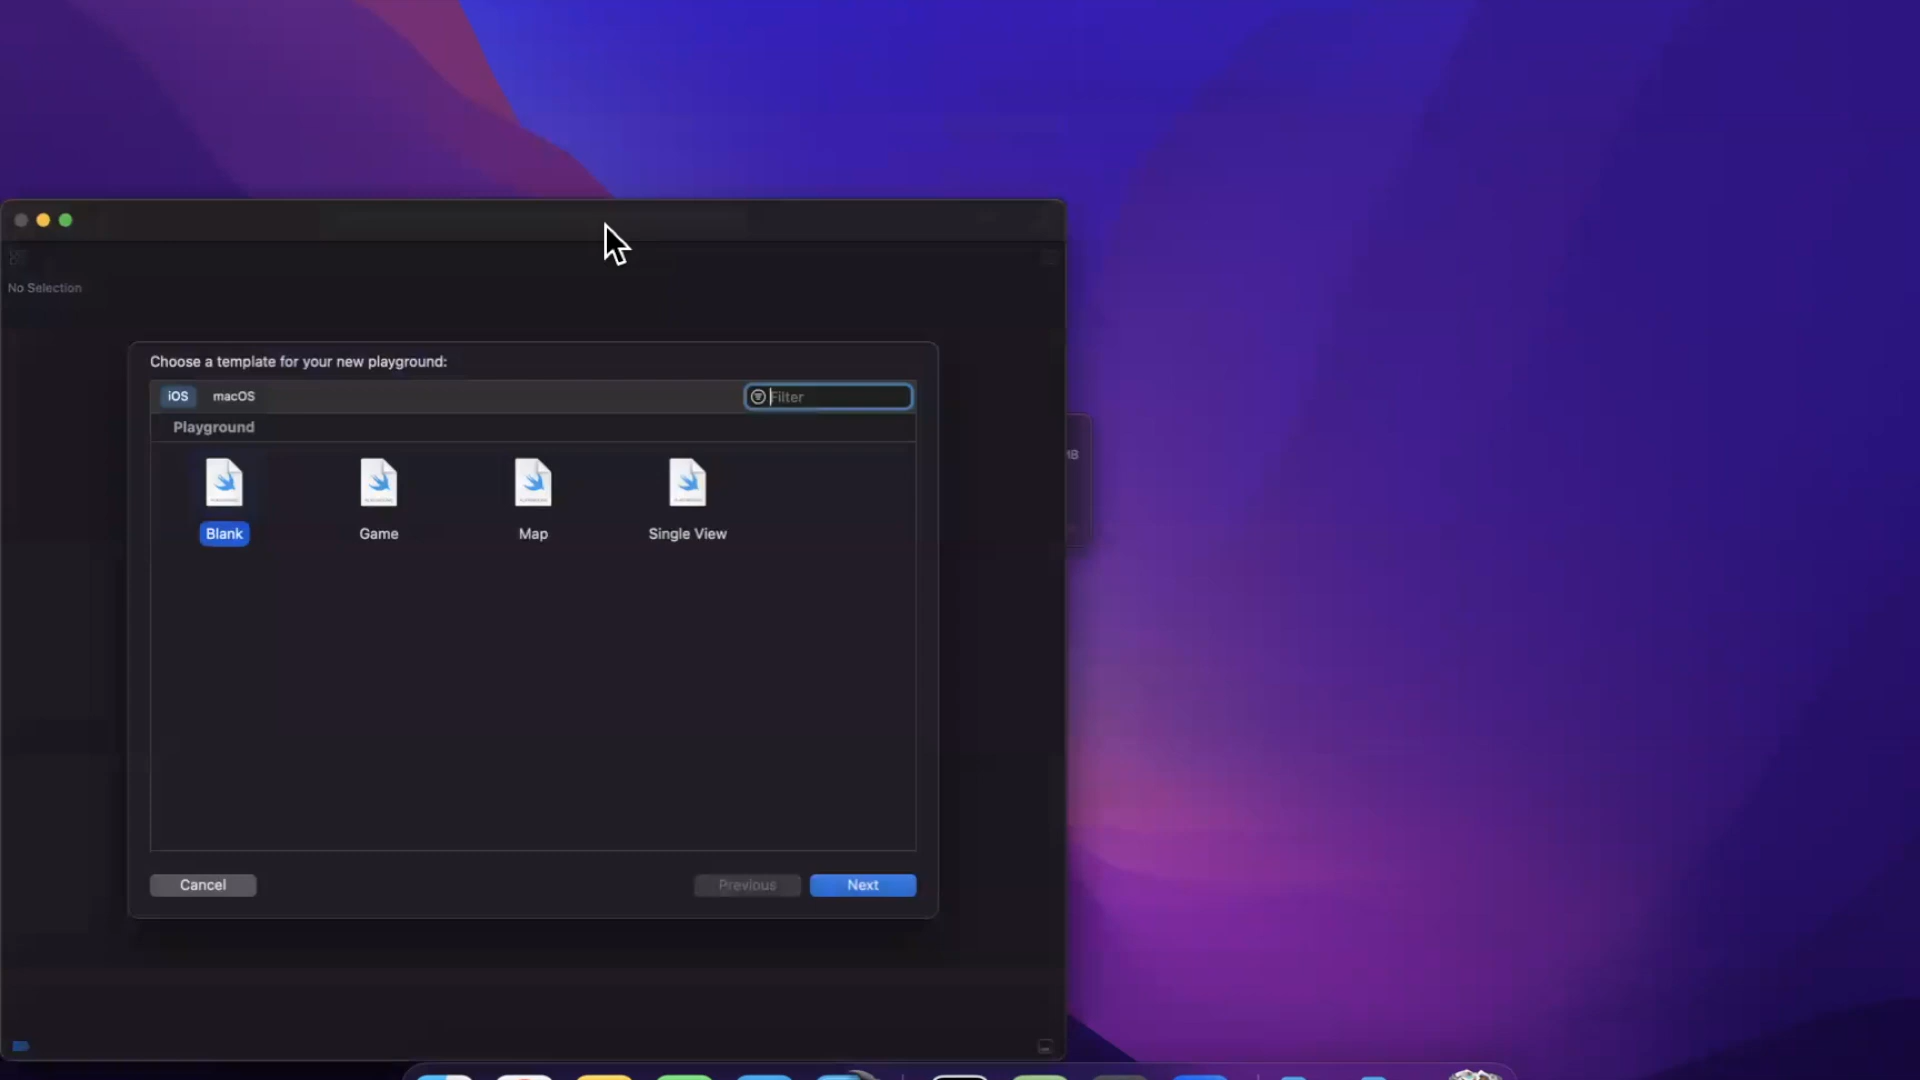 No Selection
Choose a template for your new playground:
iOS macOS
Filter
Playground
MB
Blank Game Map Single View
Cancel Previous Next